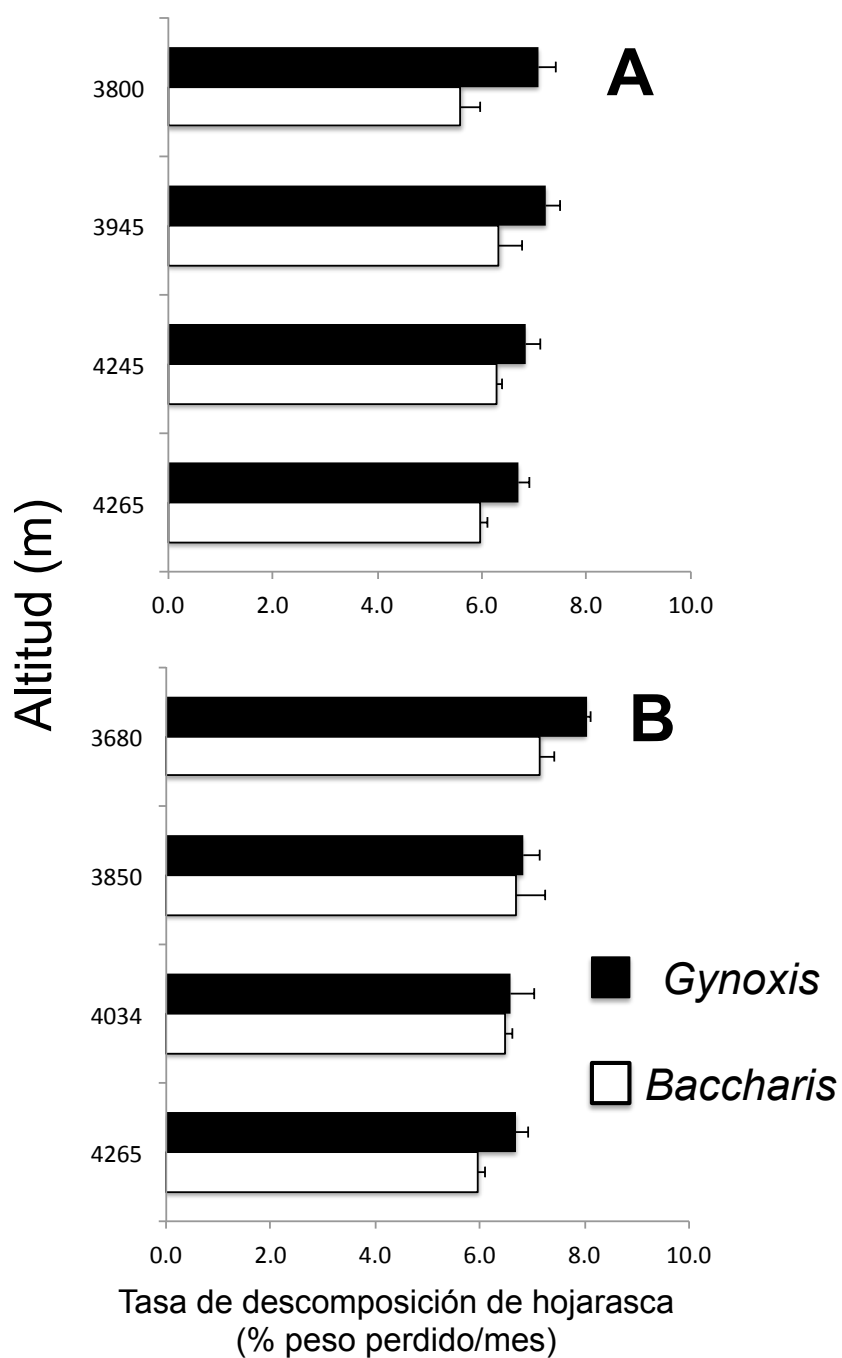 A
3800
3945
4245
4265
0.0 2.0 4.0 6.0 8.0 10.0
Altitud (m)
B
3680
3850
4034
4265
Gynoxis
Baccharis
0.0 2.0 4.0 6.0 8.0 10.0
Tasa de descomposición de hojarasca
(% peso perdido/mes)